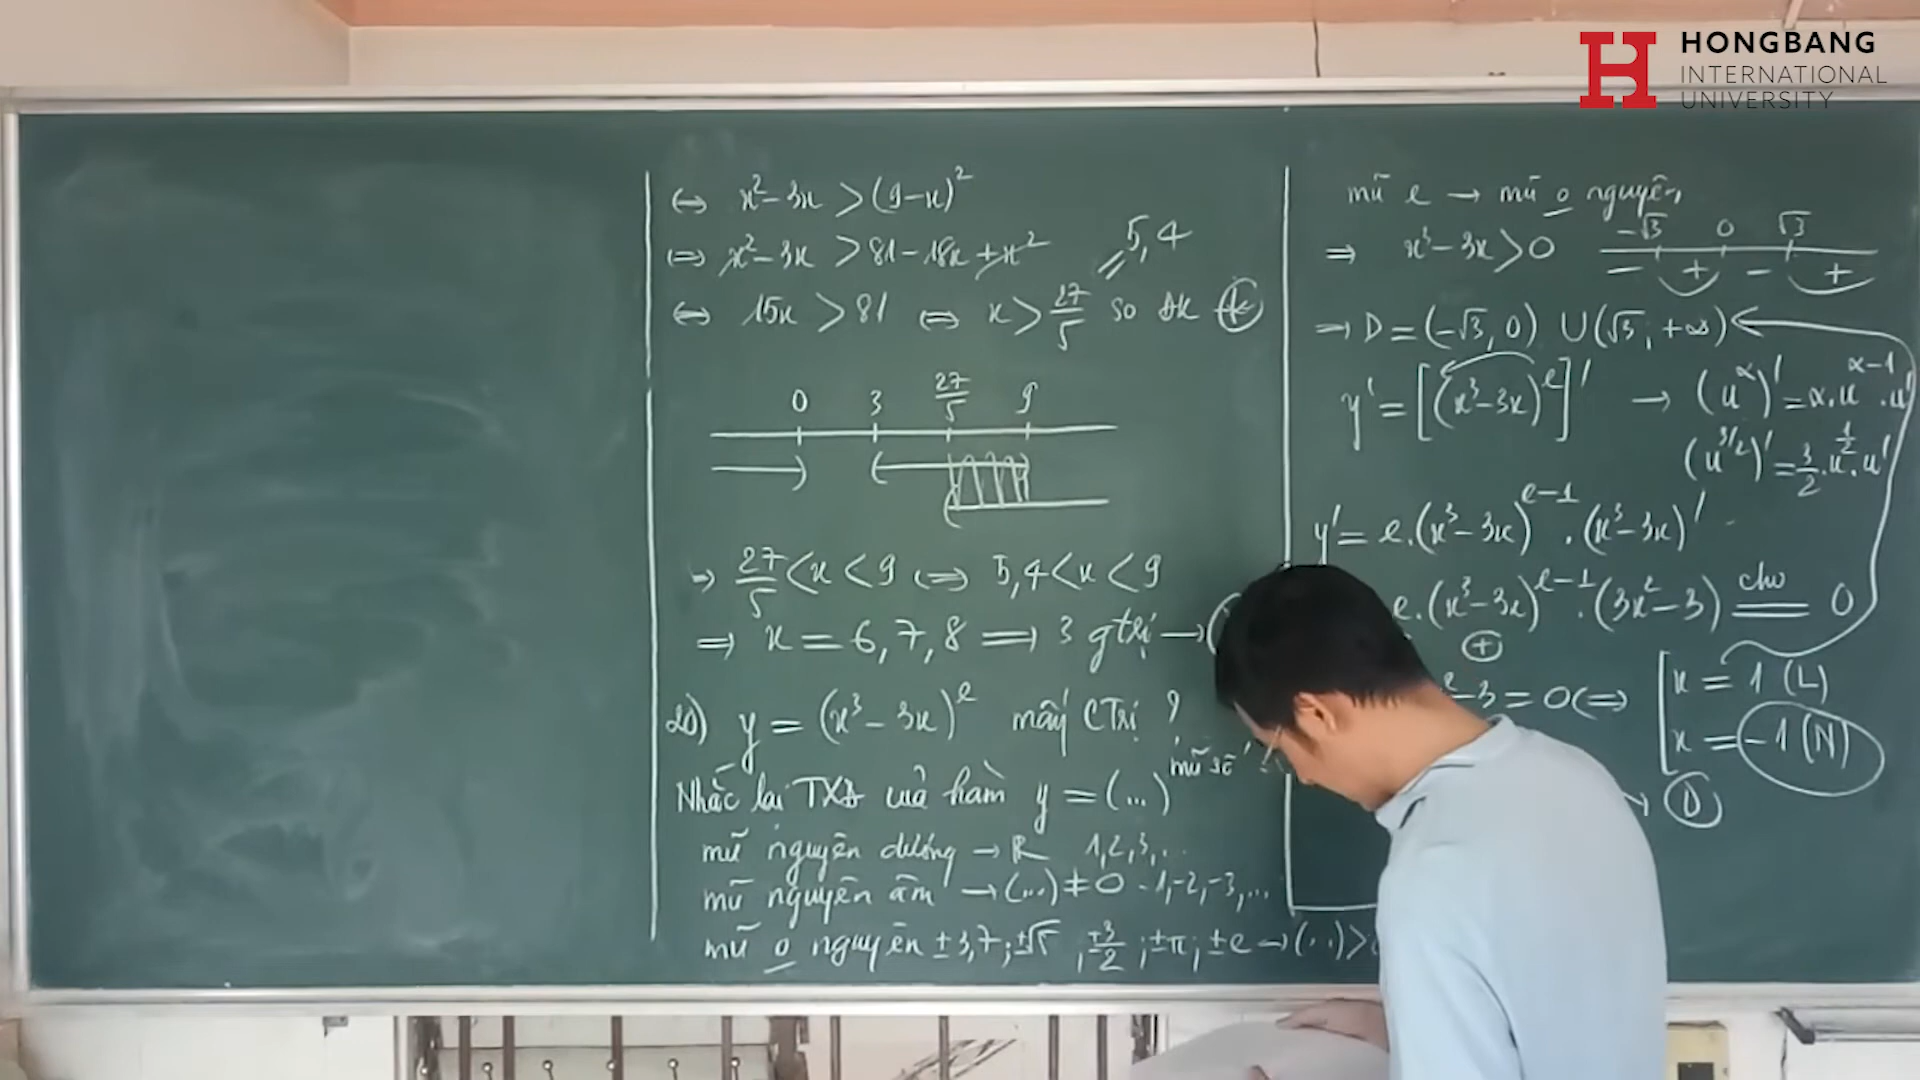 HONGBANG
INTERNATIONAL
UNIVERSITY
⇔ x² - 3x > (9-x)²
⇔ x² - 3x > 81 - 18x + x²
5,4
⇔ 15x > 81 ⇔ x > 27/5 so đk
0 3 27/5 9
→ 27/5 < x < 9 ⇔ 5,4 < x < 9
⇒ x = 6, 7, 8 ⇒ 3 gtrị →
20) y = (x³ - 3x)^e mấy CTrị ?
Nhắc lại TXĐ của hàm y = (...)^mũ số
mũ nguyên dương → R 1, 2, 3, ..
mũ nguyên âm → (...) ≠ 0 -1, -2, -3, ...
mũ o nguyên ±3,7 ; ±√5 ; ±3/2 ; ±π ; ±e → (..) >
mũ e → mũ o nguyên
⇒ x³ - 3x > 0
-√3 0 √3
- + - +
⇒ D = (-√3, 0) ∪ (√3; +∞)
y' = [(x³ - 3x)^e]' → (u^α)' = α.u^(α-1).u'
(u^(3/2))' = 3/2.u^(1/2).u'
y' = e.(x³ - 3x)^(e-1).(x³ - 3x)'
e.(x³ - 3x)^(e-1).(3x² - 3) cho = 0
+
- 3 = 0 ⇔ [ x = 1 (L)
x = -1 (N)
D